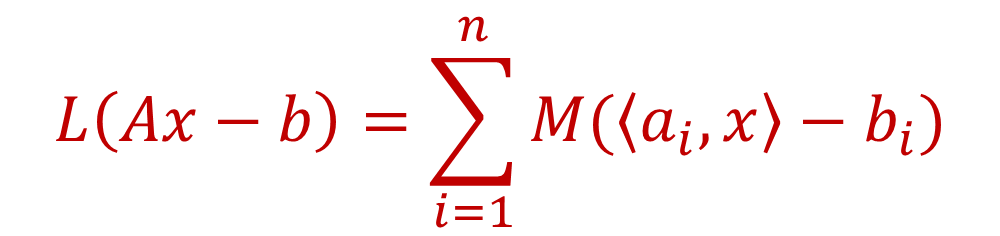 L(Ax − b) = ∑_{i=1}^{n} M(⟨a_i, x⟩ − b_i)